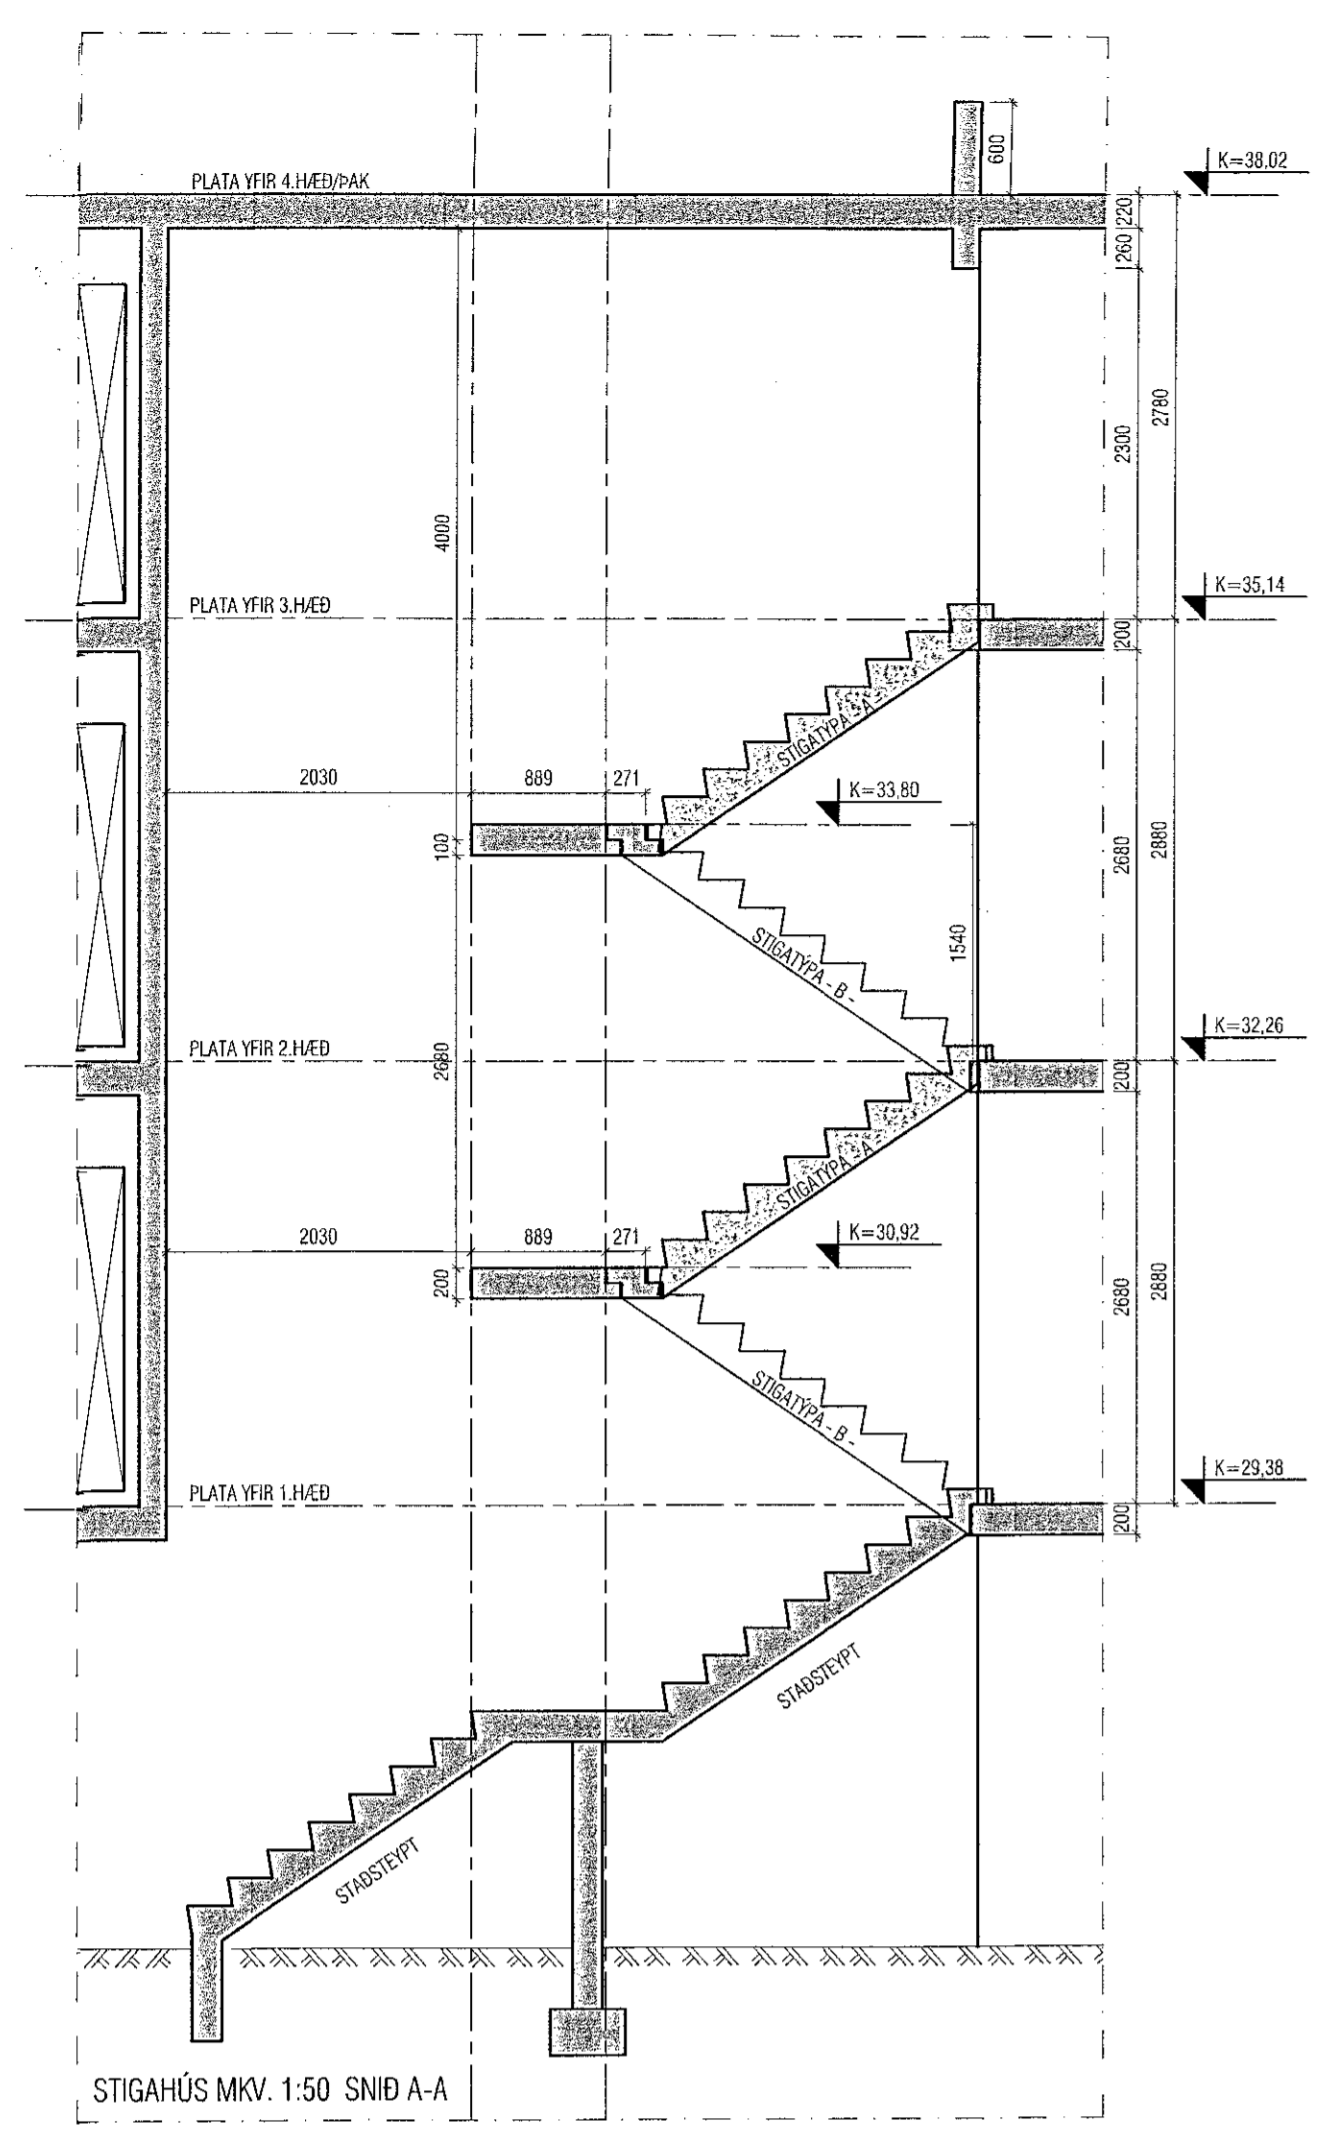 600
K=38,02
PLATA YFIR 4.HÆÐ/ÞAK
220
260
2780
2300
4000
K=35,14
PLATA YFIR 3.HÆÐ
200
STIGATÝPA - A -
2030
889
271
K=33,80
100
2680
2880
1540
STIGATÝPA - B -
K=32,26
PLATA YFIR 2.HÆÐ
2680
200
STIGATÝPA - A -
2030
889
271
K=30,92
200
2680
2880
STIGATÝPA - B -
K=29,38
PLATA YFIR 1.HÆÐ
200
STAÐSTEYPT
STAÐSTEYPT
STIGAHÚS MKV. 1:50 SNIÐ A-A